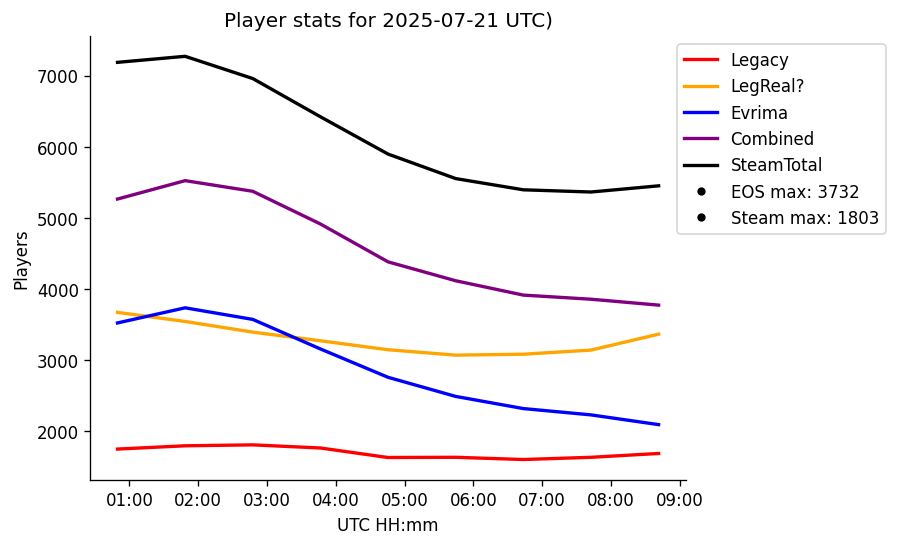 Player stats for 2025-07-21 UTC)
Legacy
LegReal?
Evrima
Combined
SteamTotal
EOS max: 3732
Steam max: 1803
Players
7000
6000
5000
4000
3000
2000
01:00 02:00 03:00 04:00 05:00 06:00 07:00 08:00 09:00
UTC HH:mm